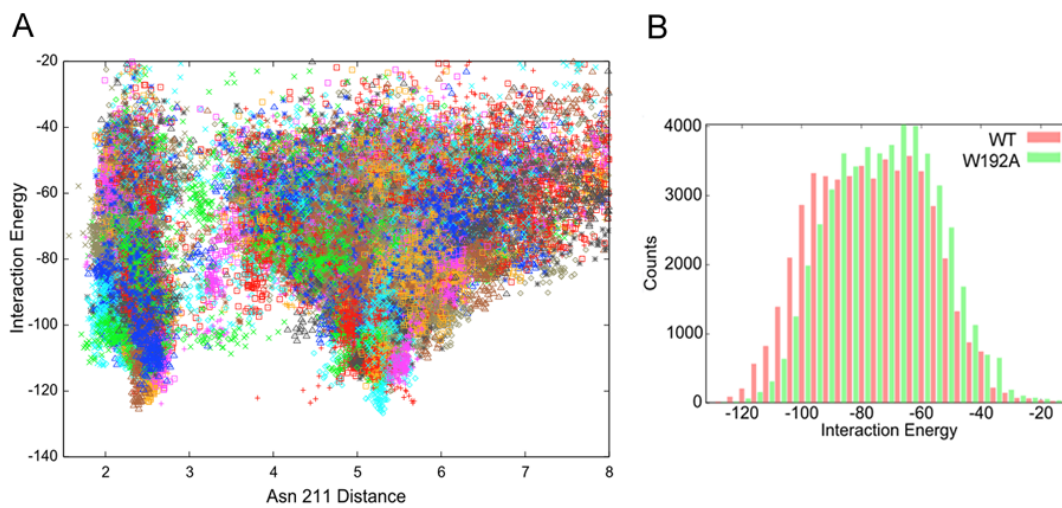 A
Interaction Energy
-20
-40
-60
-80
-100
-120
-140
2 3 4 5 6 7 8
Asn 211 Distance
B
WT
W192A
Counts
4000
3000
2000
1000
0
-120 -100 -80 -60 -40 -20
Interaction Energy